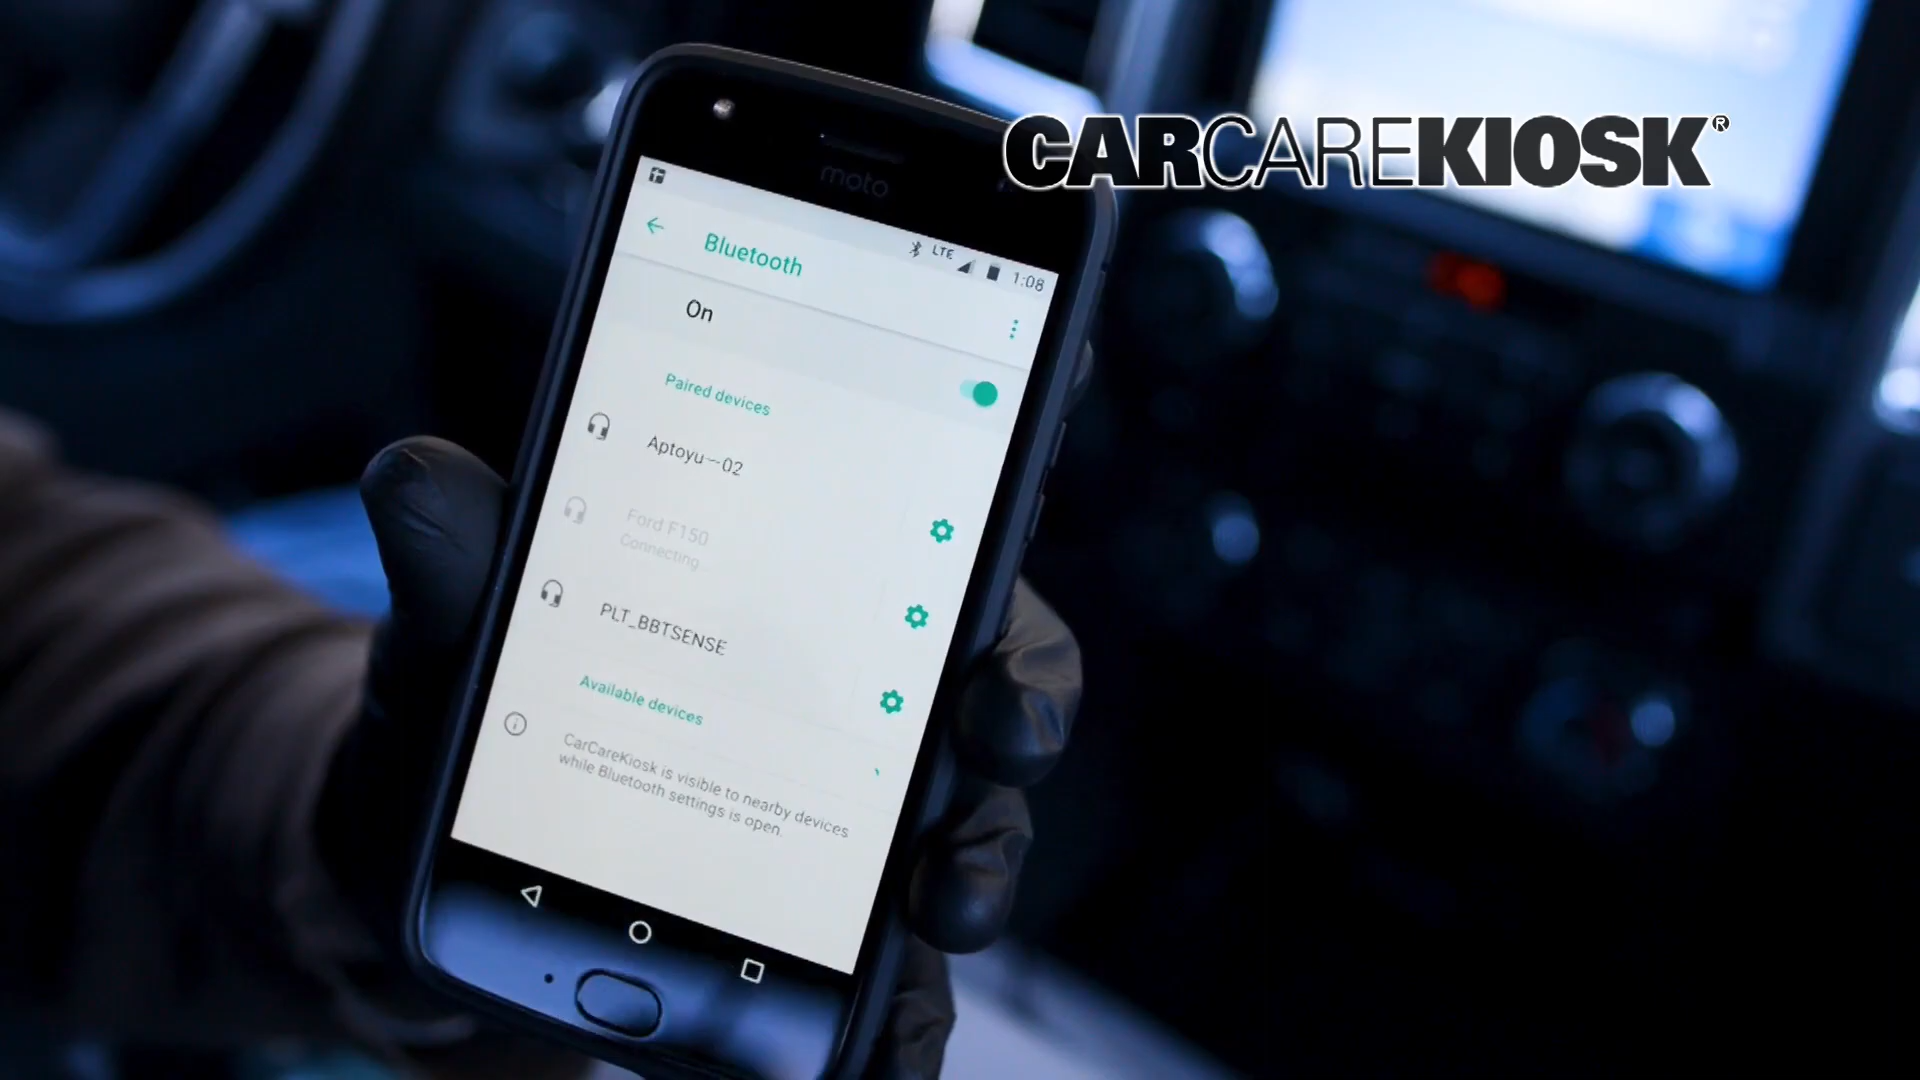 CARCAREKIOSK®
moto
LTE 1:08
Bluetooth
On
Paired devices
Aptoyu—02
Ford F150
Connecting...
PLT_BBTSENSE
Available devices
CarCareKiosk is visible to nearby devices
while Bluetooth settings is open.